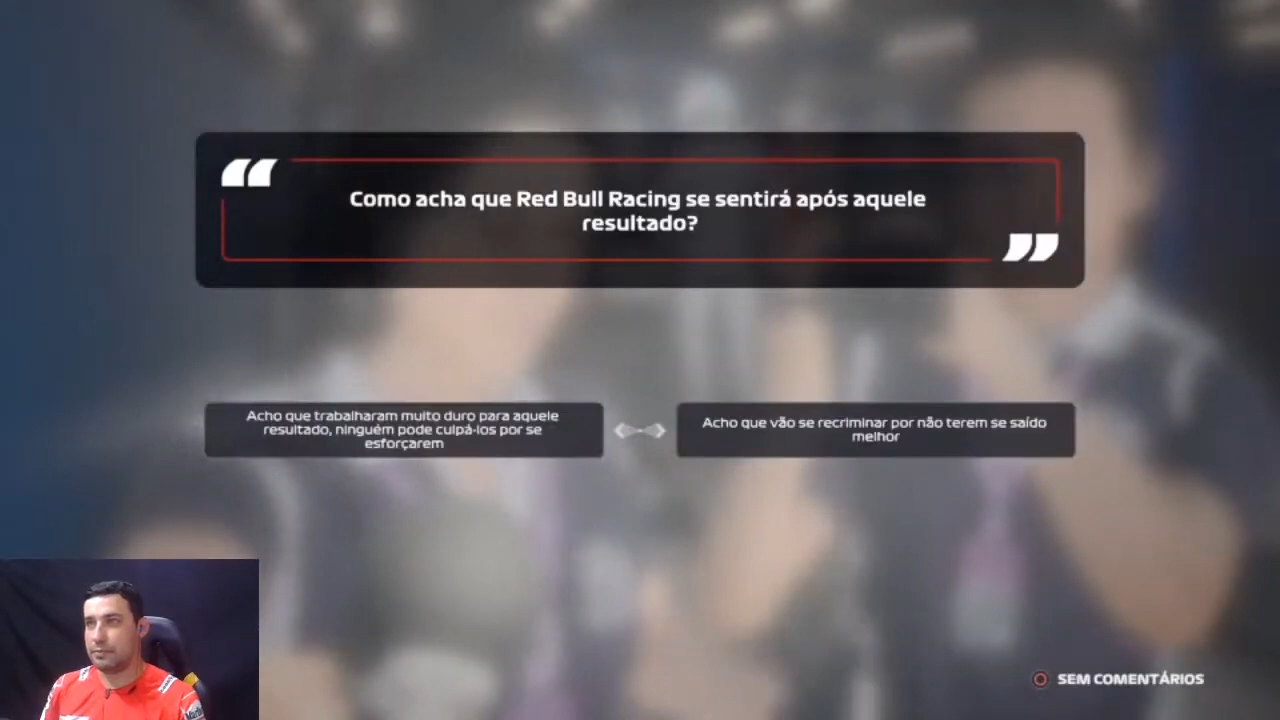 Como acha que Red Bull Racing se sentirá após aquele
resultado?
Acho que trabalharam muito duro para aquele
resultado, ninguém pode culpá-los por se
esforçarem
Acho que vão se recriminar por não terem se saído
melhor
SEM COMENTÁRIOS